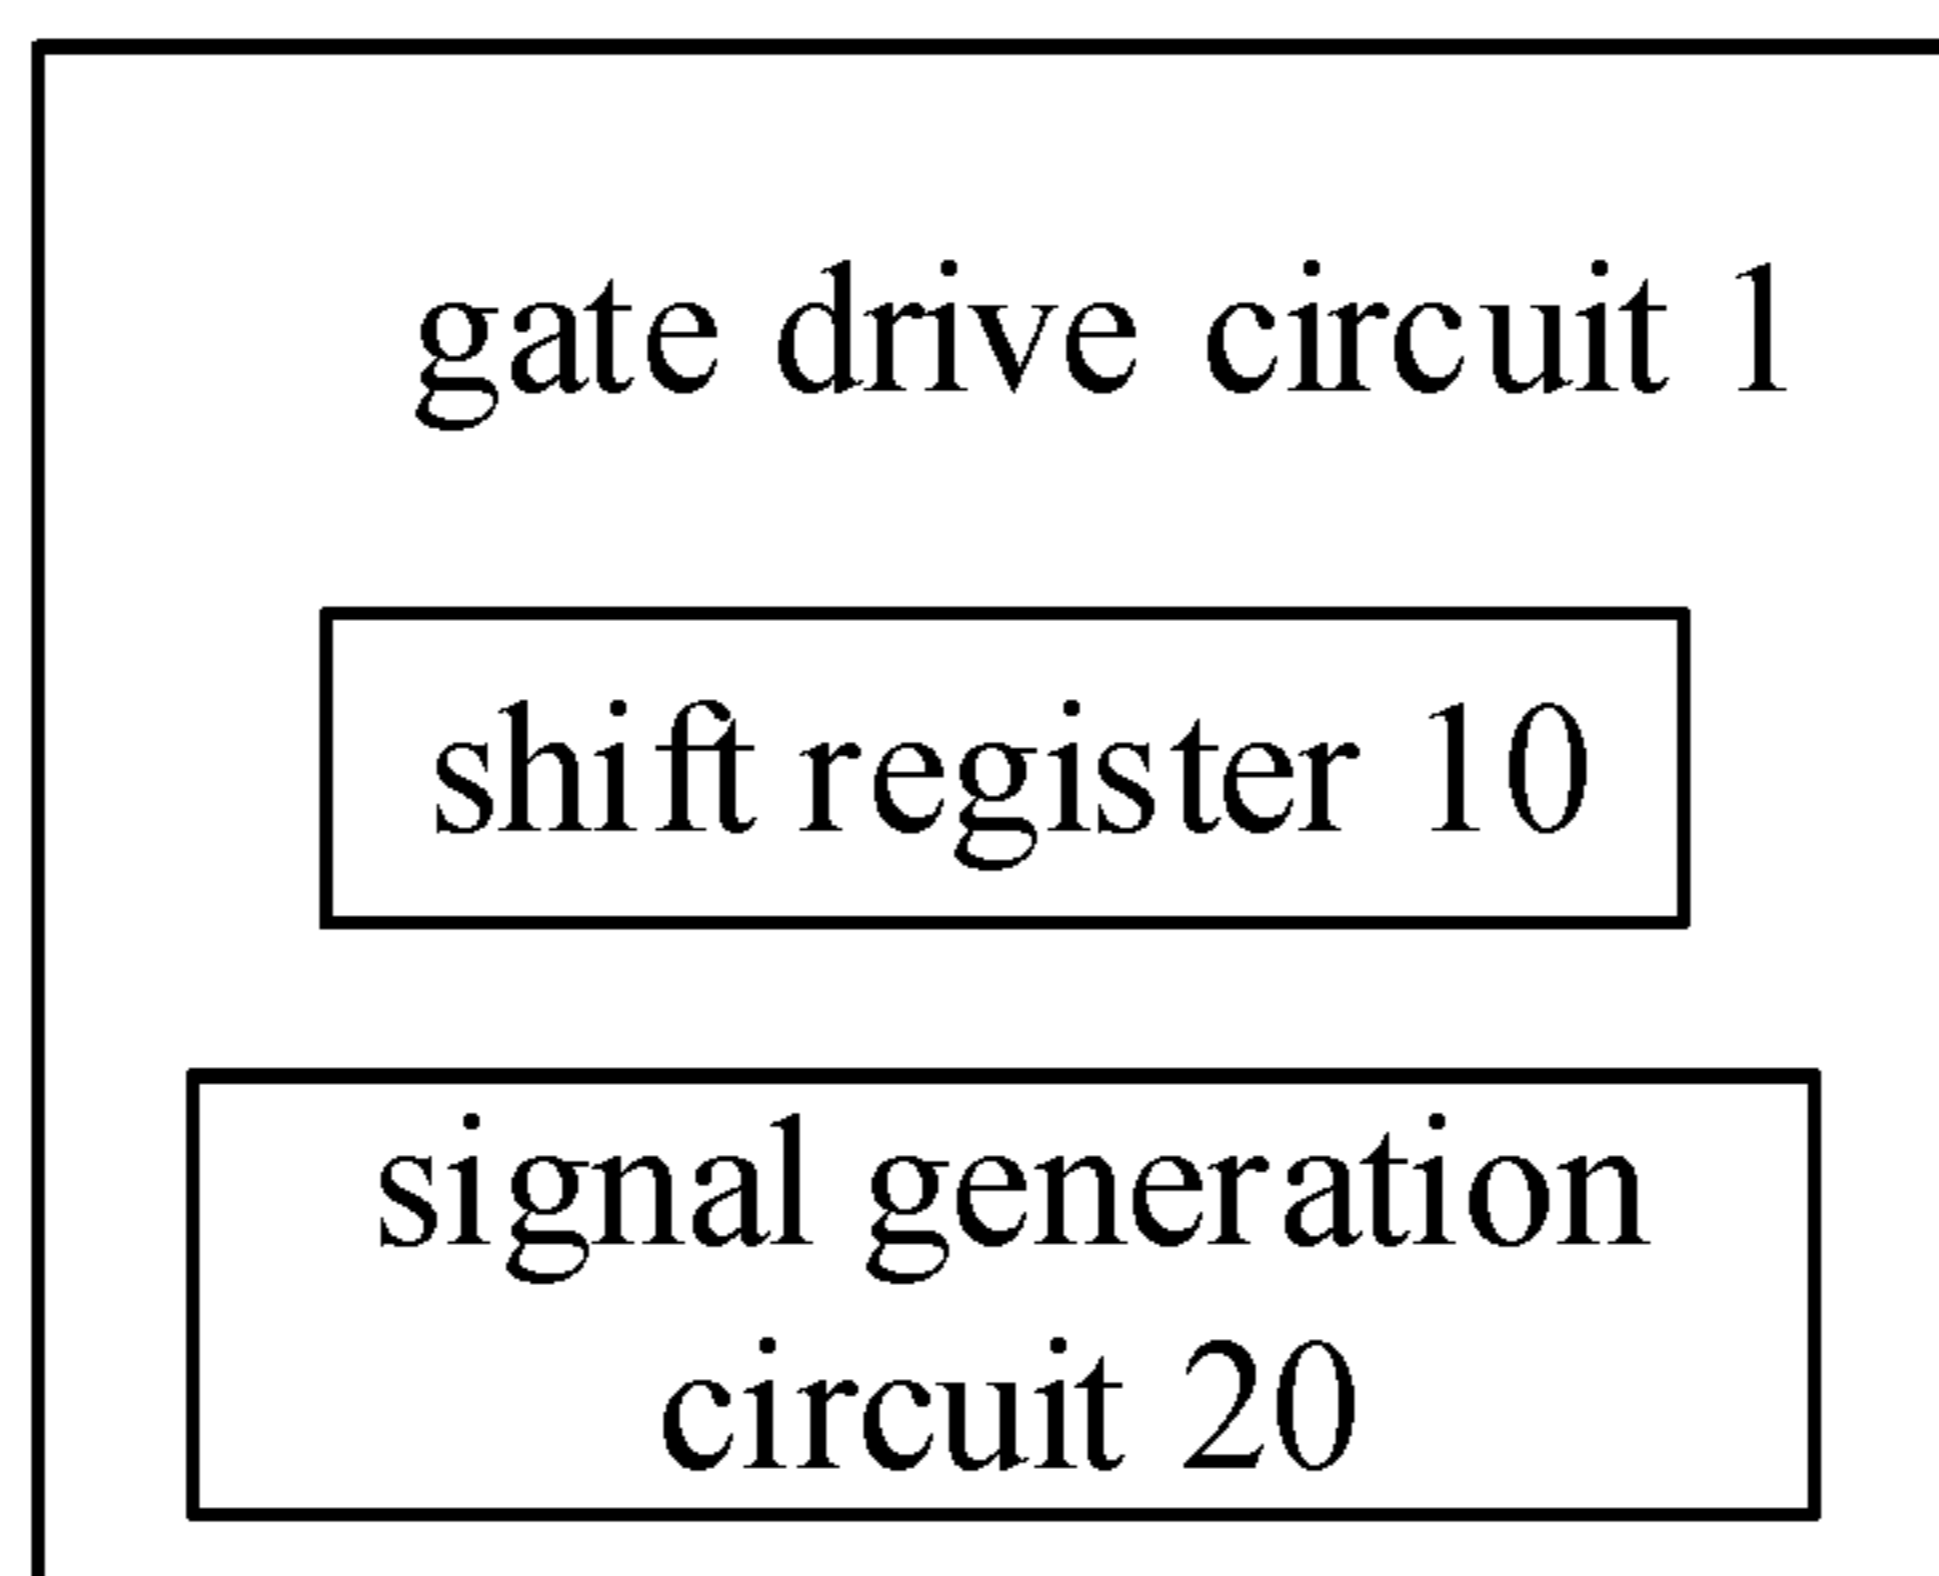 gate drive circuit 1
shift register 10
signal generation
circuit 20